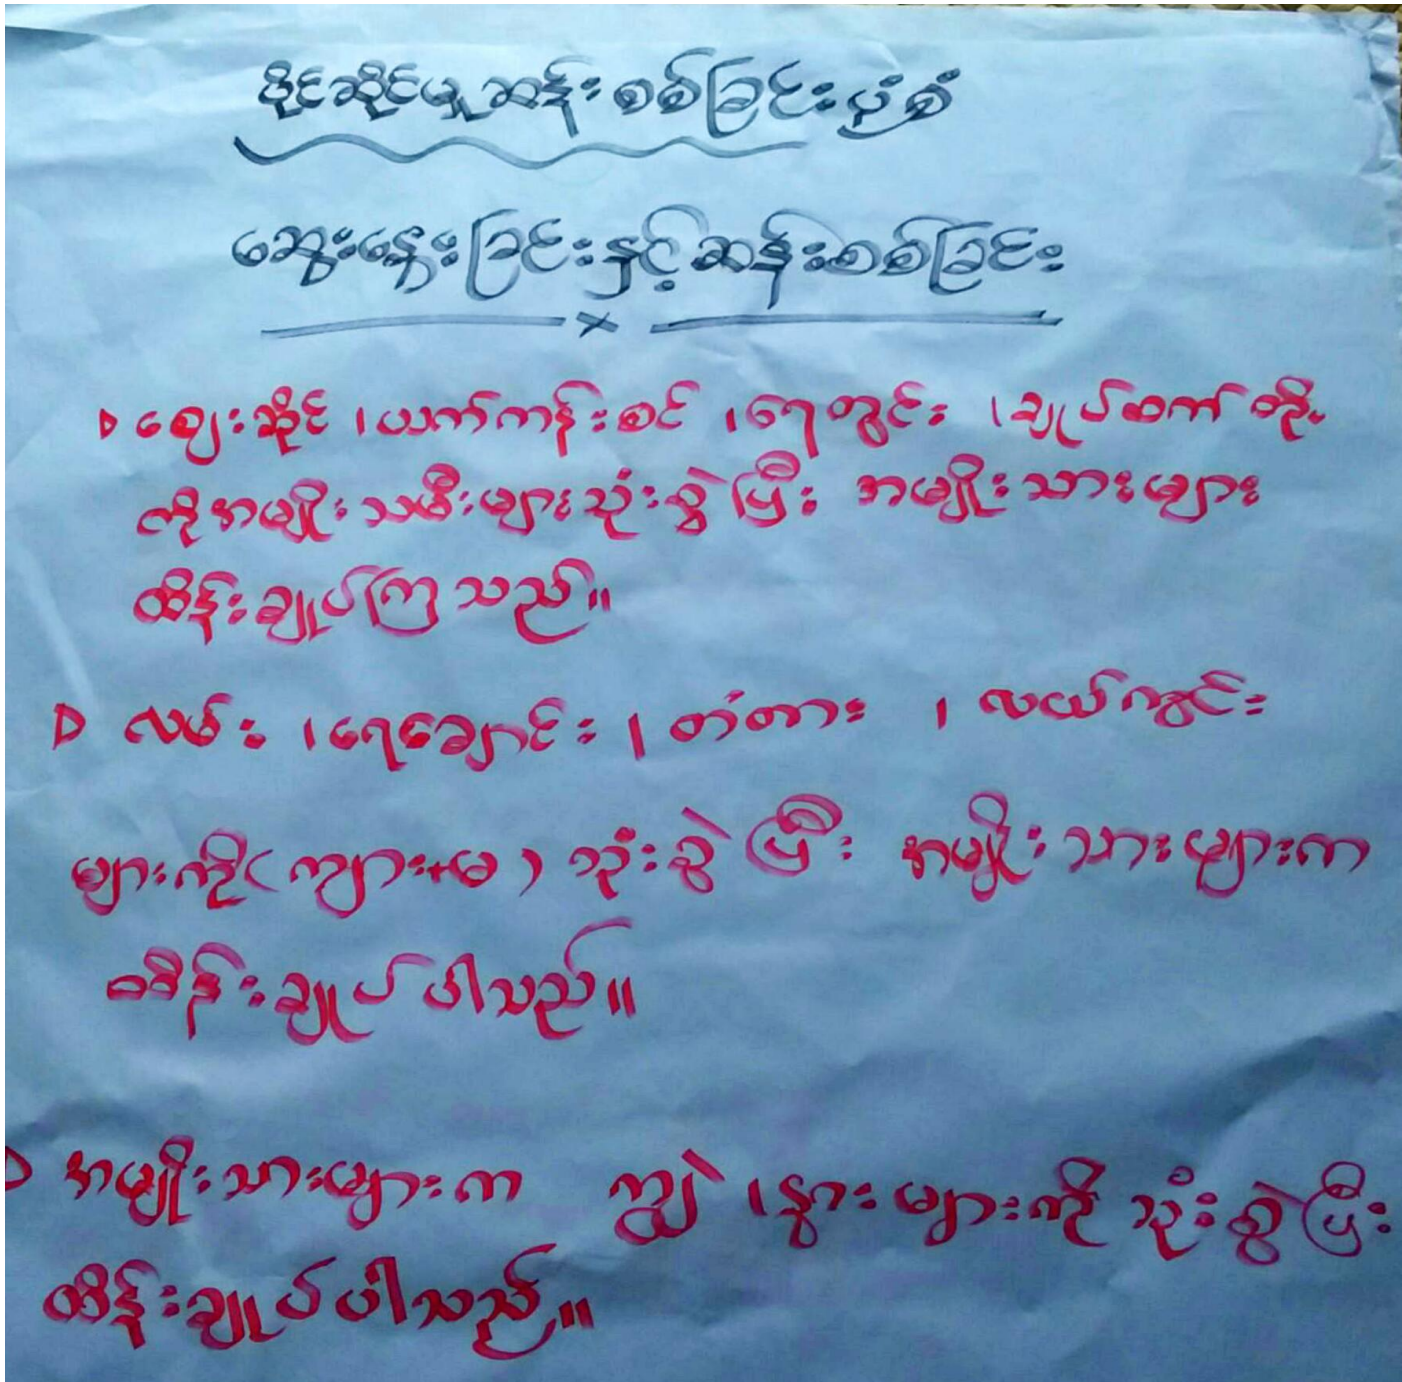 ပိုင်ဆိုင်မှုဆန်းစစ်ခြင်းပုံစံ
ဆွေးနွေးခြင်းနှင့်ဆန်းစစ်ခြင်း
ဈေးဆိုင် ၊ယက်ကန်းစင် ၊ရေတွင်း ၊ချုပ်ထက် တို့
ကိုအမျိုးသမီးများသုံးစွဲပြီး အမျိုးသားများ
ထိန်းချုပ်ကြသည်။
လမ်း ၊ရေချောင်း ၊ တံတား ၊ လယ်ကွင်း
များကို(ကျား+မ) သုံးစွဲပြီး အမျိုးသားများက
ထိန်းချုပ်ပါသည်။
အမျိုးသားများက ကျွဲ ၊နွားများကို သုံးစွဲပြီး
ထိန်းချုပ်ပါသည်။